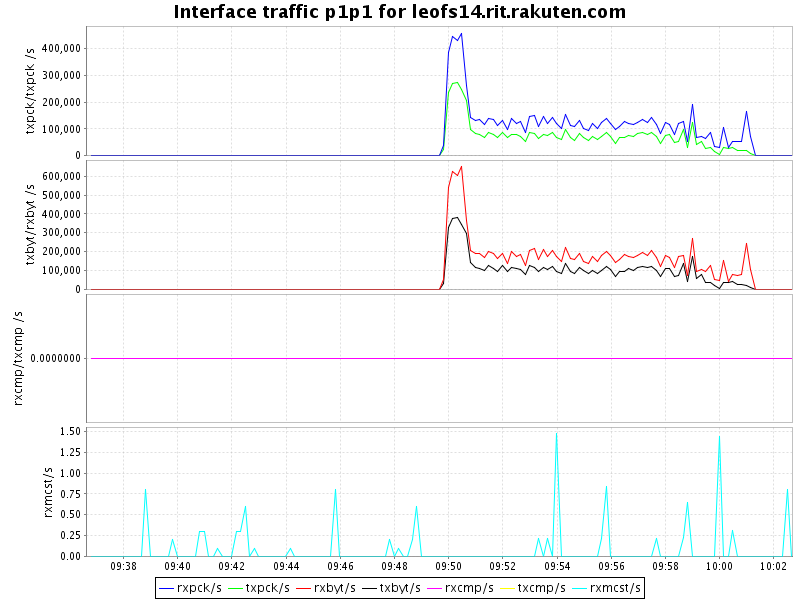 Interface traffic p1p1 for leofs14.rit.rakuten.com
txpck/txpck /s
400,000
300,000
200,000
100,000
0
txbyt/rxbyt /s
600,000
500,000
400,000
300,000
200,000
100,000
0
rxcmp/txcmp /s
0.0000000
rxmcst/s
1.50
1.25
1.00
0.75
0.50
0.25
0.00
09:38 09:40 09:42 09:44 09:46 09:48 09:50 09:52 09:54 09:56 09:58 10:00 10:02
rxpck/s txpck/s rxbyt/s txbyt/s rxcmp/s txcmp/s rxmcst/s